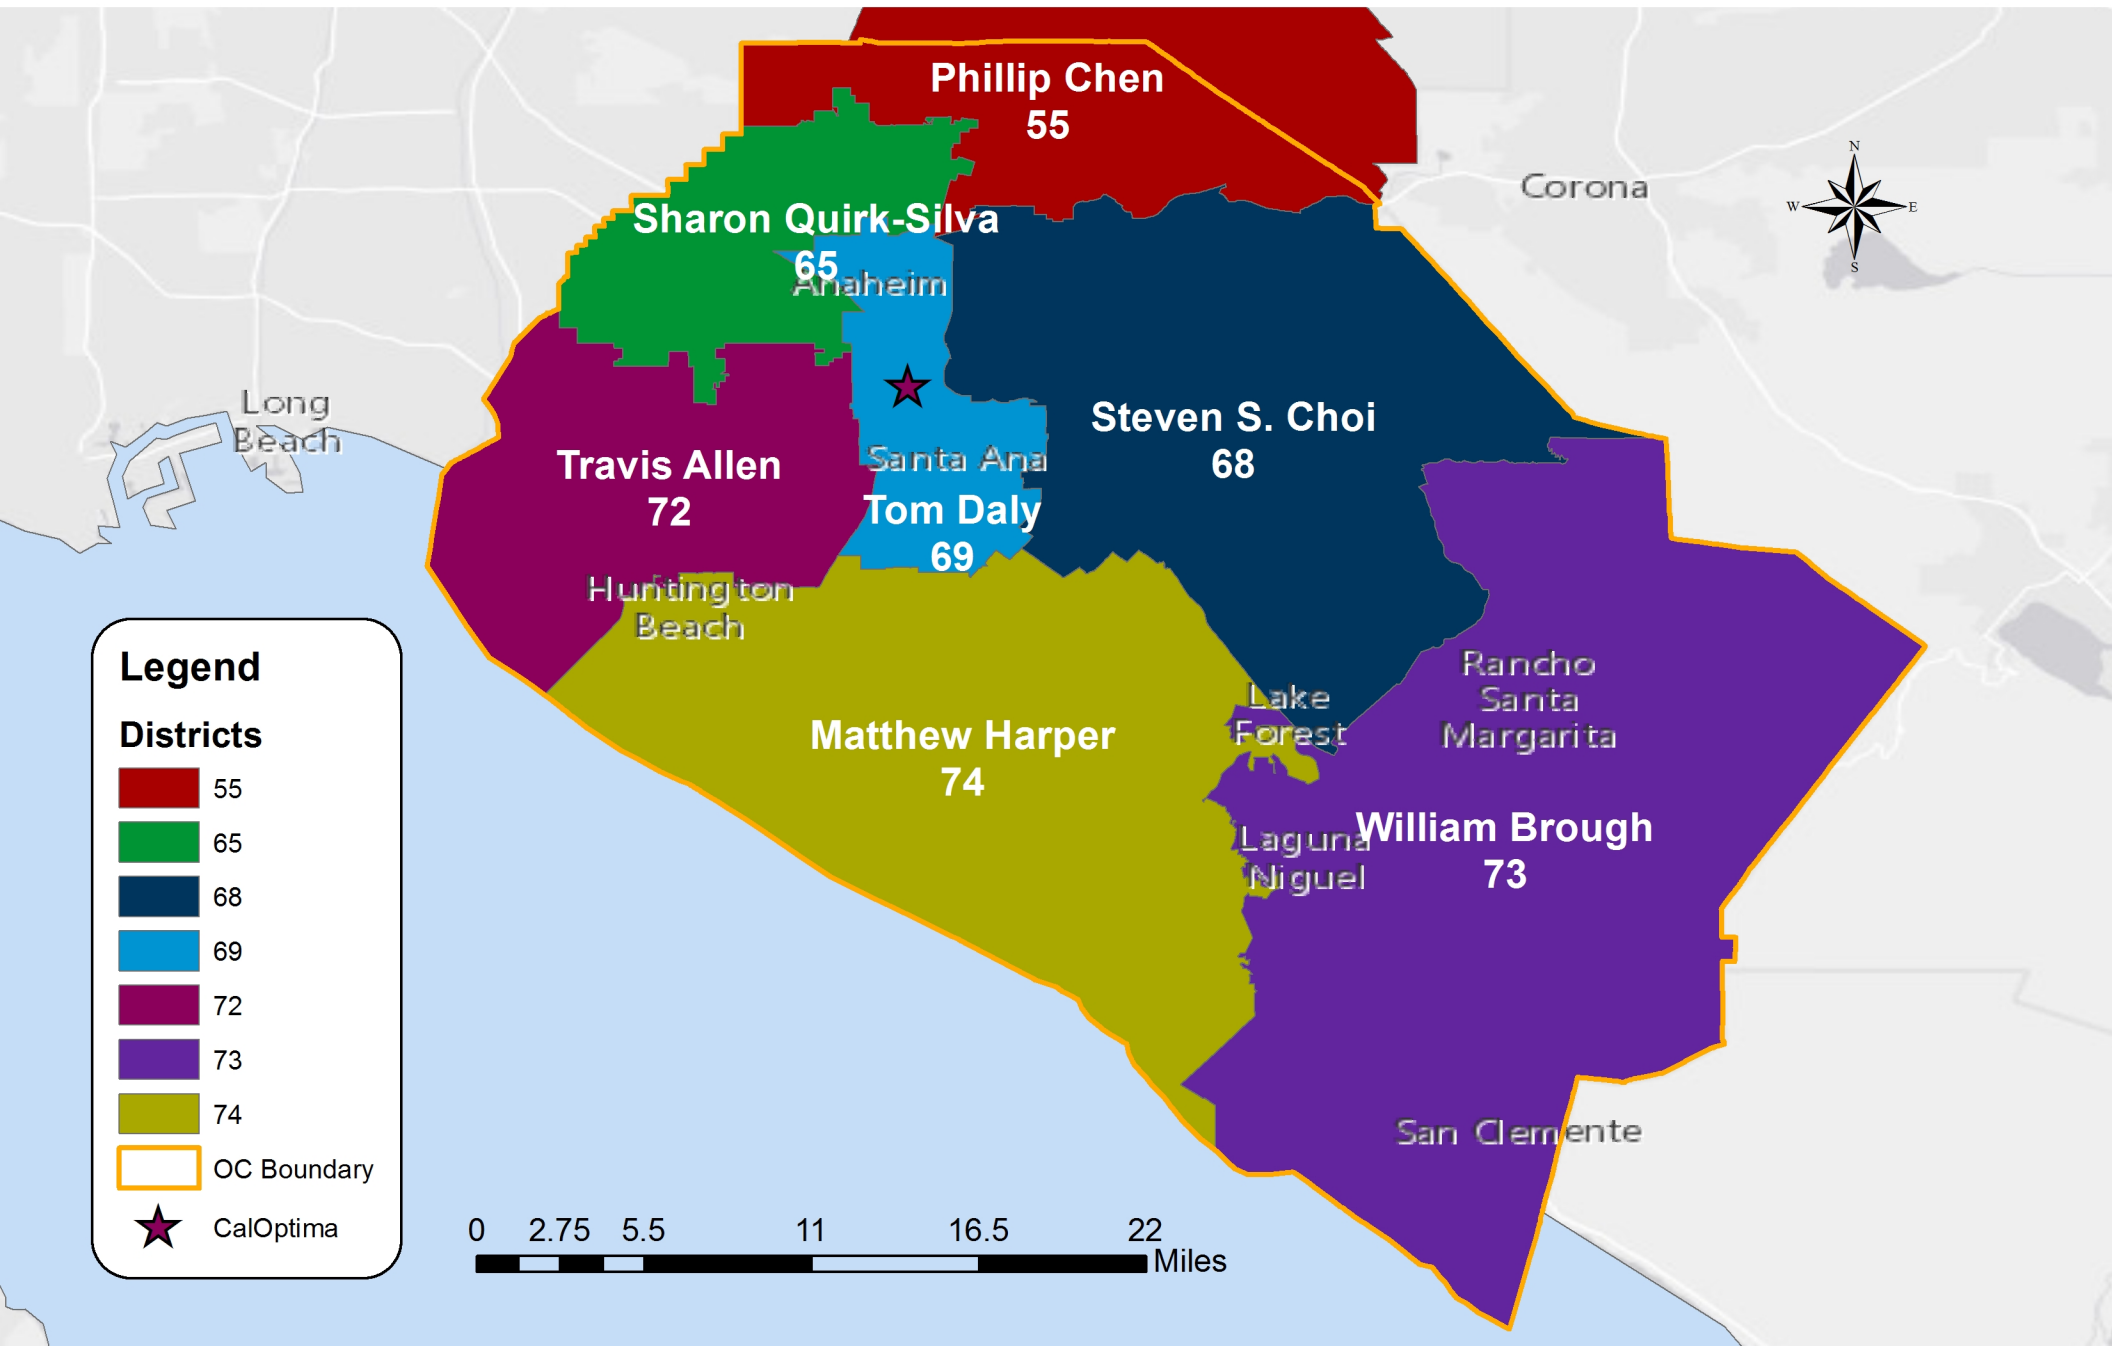 Phillip Chen
55
N
W
E
S
Corona
Sharon Quirk-Silva
65
Anaheim
Long
Beach
Steven S. Choi
68
Travis Allen
72
Santa Ana
Tom Daly
69
Huntington
Beach
Rancho
Santa
Margarita
Lake
Forest
Matthew Harper
74
William Brough
73
Laguna
Niguel
San Clemente
Legend
Districts
55
65
68
69
72
73
74
OC Boundary
CalOptima
0 2.75 5.5 11 16.5 22
Miles